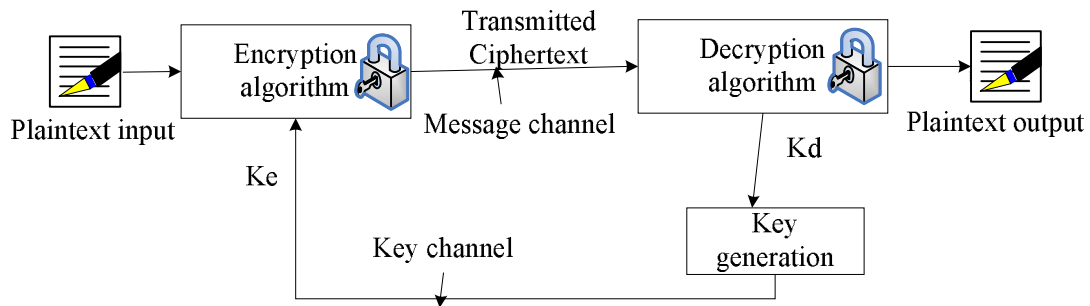 Plaintext input
Encryption
algorithm
Transmitted
Ciphertext
Message channel
Decryption
algorithm
Plaintext output
Ke
Kd
Key channel
Key
generation